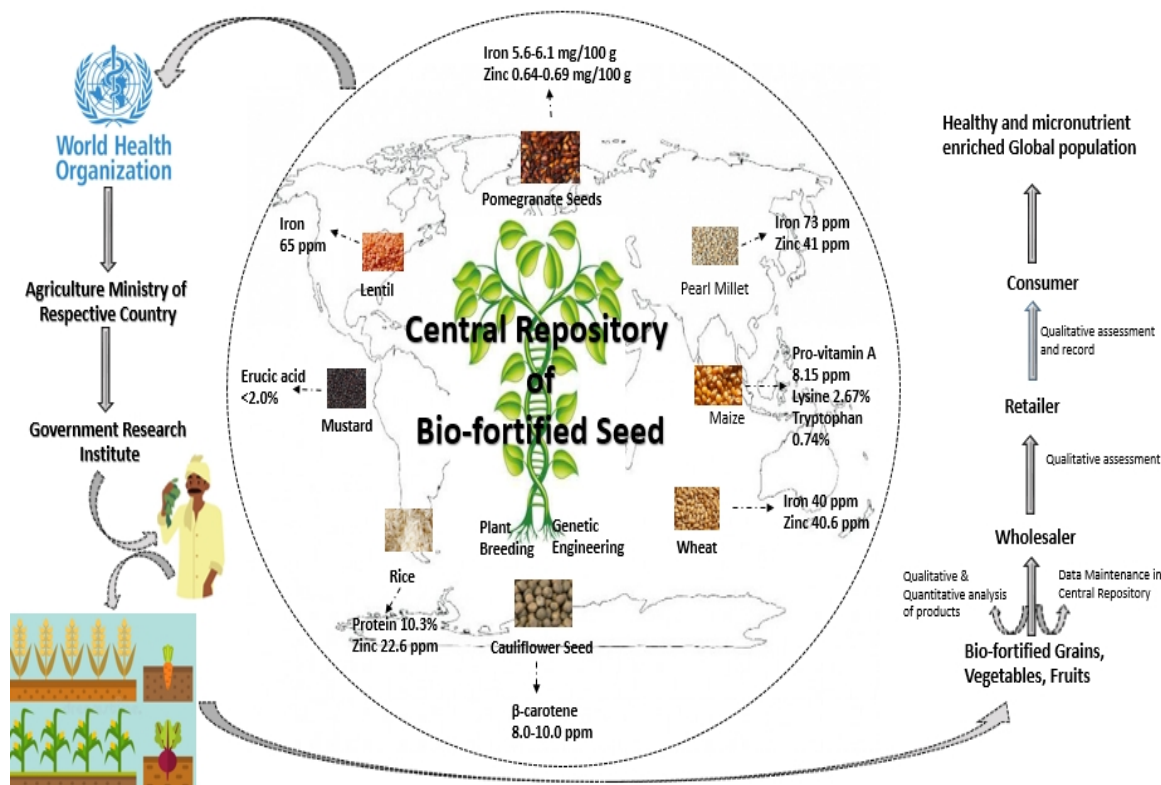 World Health
Organization
Agriculture Ministry of
Respective Country
Government Research
Institute
Iron 5.6-6.1 mg/100 g
Zinc 0.64-0.69 mg/100 g
Pomegranate Seeds
Iron
65 ppm
Lentil
Iron 73 ppm
Zinc 41 ppm
Pearl Millet
Central Repository
of
Bio-fortified Seed
Erucic acid
<2.0%
Mustard
Pro-vitamin A
8.15 ppm
Lysine 2.67%
Tryptophan
0.74%
Maize
Rice
Protein 10.3%
Zinc 22.6 ppm
Plant
Breeding
Genetic
Engineering
Iron 40 ppm
Zinc 40.6 ppm
Wheat
Cauliflower Seed
β-carotene
8.0-10.0 ppm
Healthy and micronutrient
enriched Global population
Consumer
Qualitative assessment
and record
Retailer
Qualitative assessment
Wholesaler
Qualitative &
Quantitative analysis
of products
Data Maintenance in
Central Repository
Bio-fortified Grains,
Vegetables, Fruits